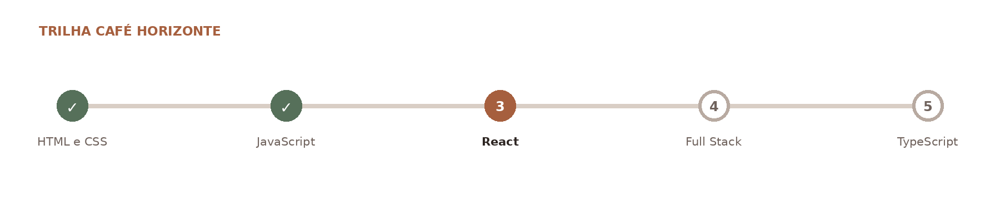 TRILHA CAFÉ HORIZONTE
✓ ✓ 3 4 5
HTML e CSS JavaScript React Full Stack TypeScript